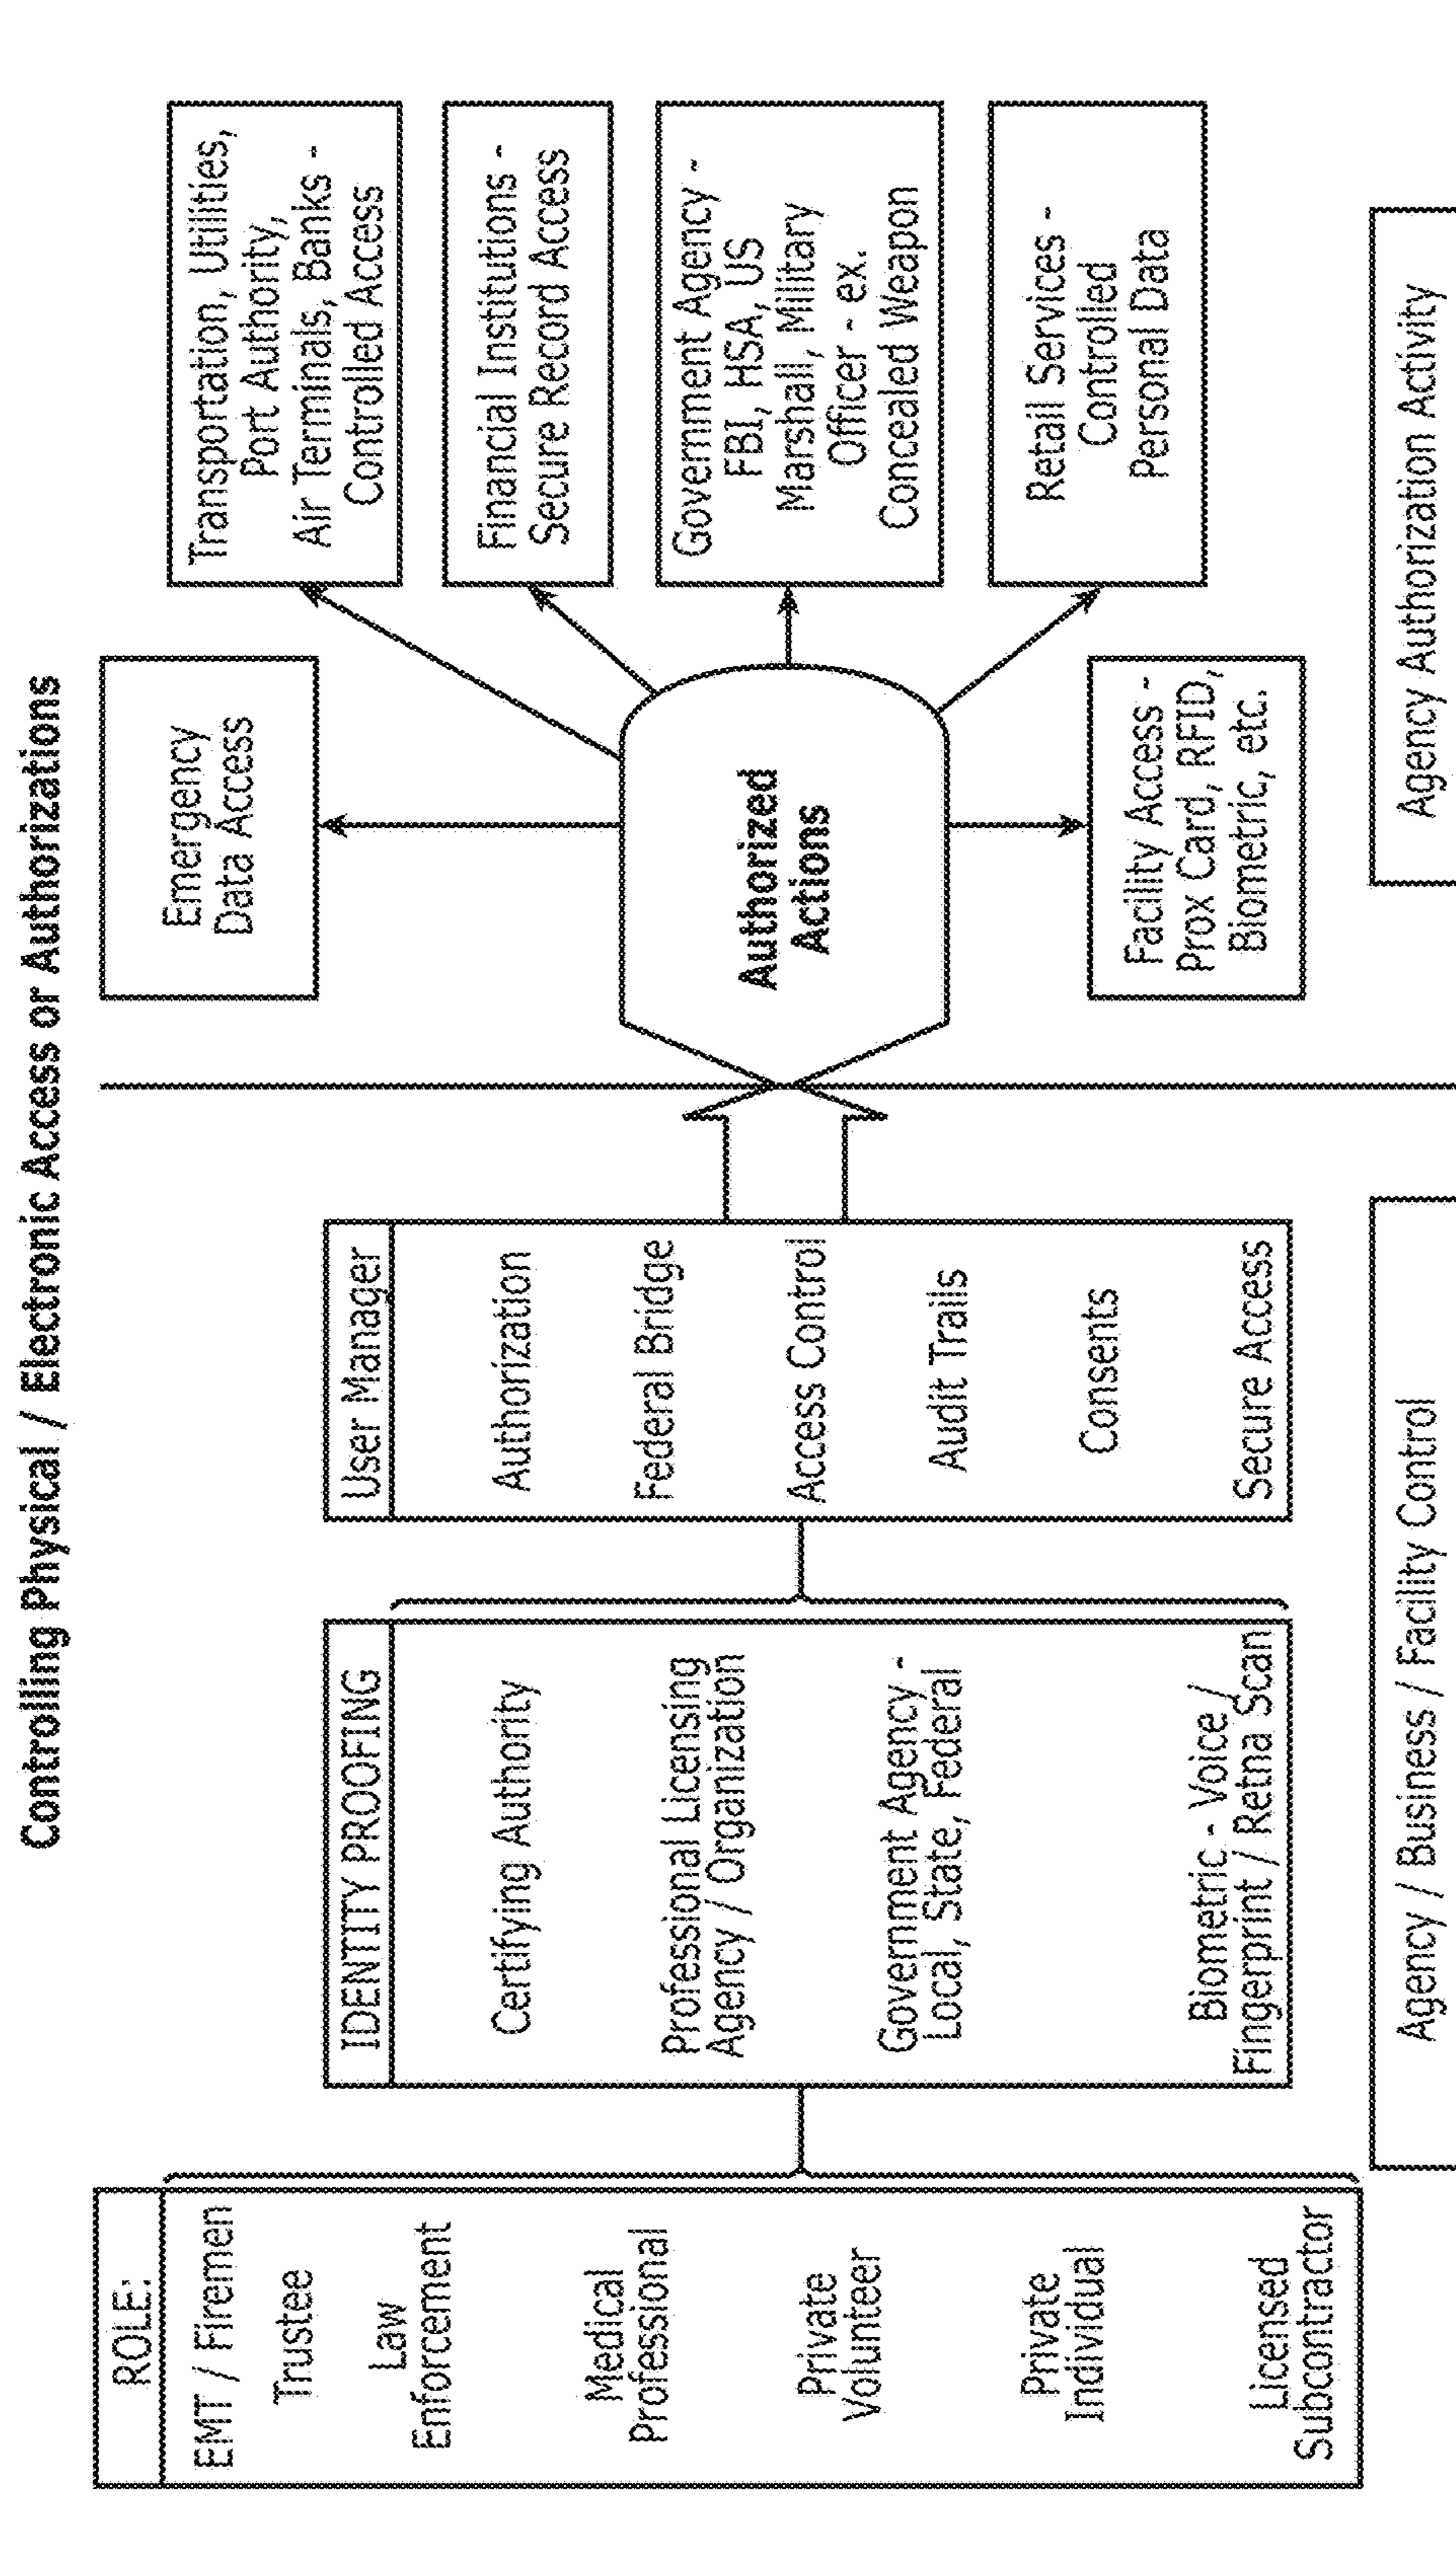 Controlling Physical / Electronic Access or Authorizations
ROLE:
EMT / Firemen
Trustee
Law
Enforcement
Medical
Professional
Private
Volunteer
Private
Individual
Licensed
Subcontractor
IDENTITY PROOFING
Certifying Authority
Professional Licensing
Agency / Organization
Government Agency -
Local, State, Federal
Biometric - Voice /
Fingerprint / Retna Scan
User Manager
Authorization
Federal Bridge
Access Control
Audit Trails
Consents
Secure Access
Authorized
Actions
Emergency
Data Access
Transportation, Utilities,
Port Authority,
Air Terminals, Banks -
Controlled Access
Financial Institutions -
Secure Record Access
Government Agency -
FBI, HSA, US
Marshall, Military
Officer - ex.
Concealed Weapon
Retail Services -
Controlled
Personal Data
Facility Access -
Prox Card, RFID,
Biometric, etc.
Agency / Business / Facility Control
Agency Authorization Activity